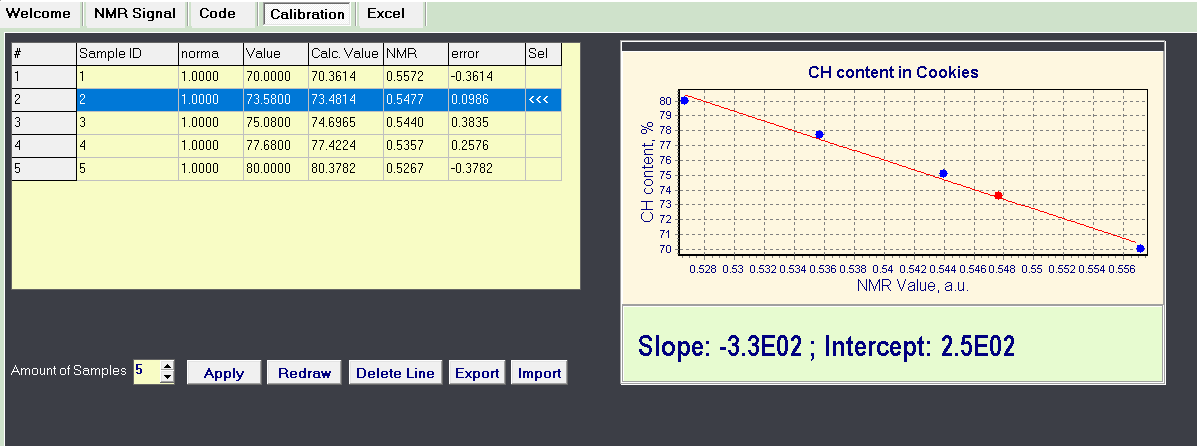 Welcome NMR Signal Code Calibration Excel
# Sample ID norma Value Calc. Value NMR error Sel
1 1 1.0000 70.0000 70.3614 0.5572 -0.3614
2 2 1.0000 73.5800 73.4814 0.5477 0.0986 <<<
3 3 1.0000 75.0800 74.6965 0.5440 0.3835
4 4 1.0000 77.6800 77.4224 0.5357 0.2576
5 5 1.0000 80.0000 80.3782 0.5267 -0.3782
Amount of Samples 5 Apply Redraw Delete Line Export Import
CH content in Cookies
CH content, %
80
79
78
77
76
75
74
73
72
71
70
0.528 0.53 0.532 0.534 0.536 0.538 0.54 0.542 0.544 0.546 0.548 0.55 0.552 0.554 0.556
NMR Value, a.u.
Slope: -3.3E02 ; Intercept: 2.5E02